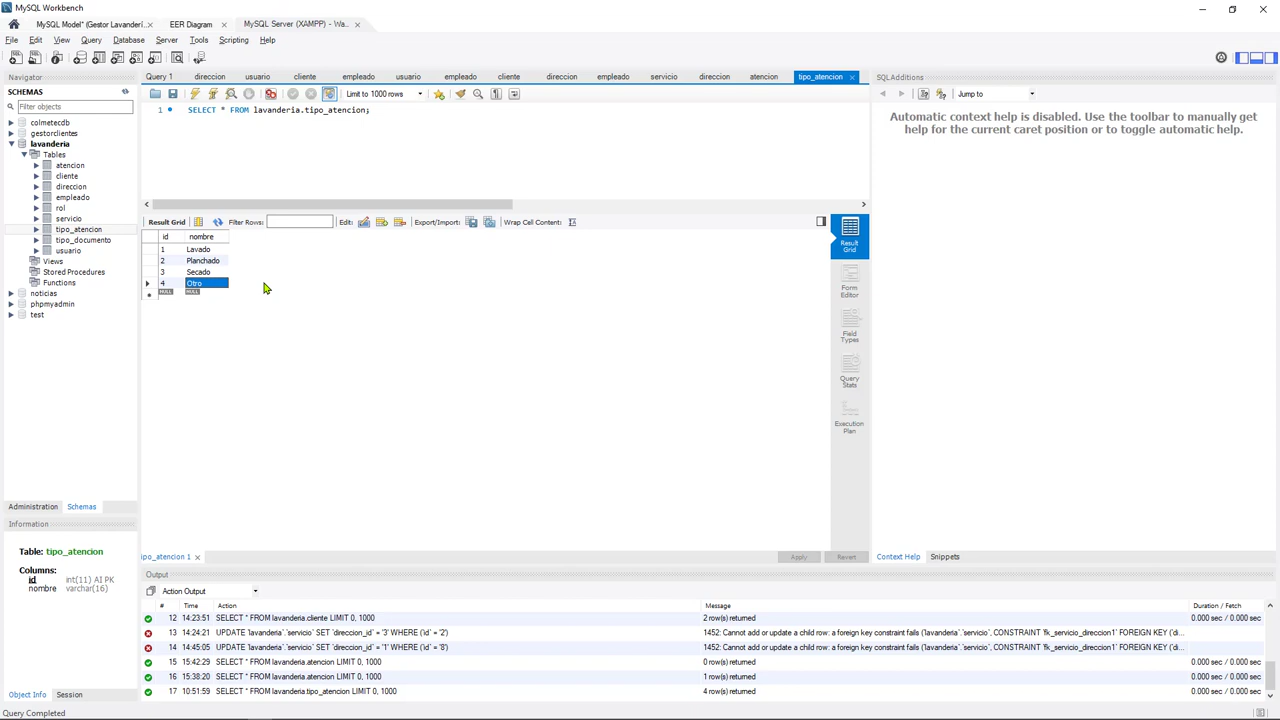 MySQL Workbench
MySQL Model* (Gestor Lavanderí...
EER Diagram
MySQL Server (XAMPP) - Wa...
File Edit View Query Database Server Tools Scripting Help
Navigator
SCHEMAS
Filter objects
colmetecdb
gestorclientes
lavanderia
Tables
atencion
cliente
direccion
empleado
rol
servicio
tipo_atencion
tipo_documento
usuario
Views
Stored Procedures
Functions
noticias
phpmyadmin
test
Administration Schemas
Information
Table: tipo_atencion
Columns:
id int(11) AI PK
nombre varchar(16)
Object Info Session
Query Completed
Query 1 direccion usuario cliente empleado usuario empleado cliente direccion empleado servicio direccion atencion tipo_atencion
Limit to 1000 rows
1 SELECT * FROM lavanderia.tipo_atencion;
Result Grid Filter Rows: Edit: Export/Import: Wrap Cell Content:
id nombre
1 Lavado
2 Planchado
3 Secado
4 Otro
NULL NULL
Result Grid
Form Editor
Field Types
Query Stats
Execution Plan
tipo_atencion 1
Apply Revert
SQLAdditions
Jump to
Automatic context help is disabled. Use the toolbar to manually get
help for the current caret position or to toggle automatic help.
Context Help Snippets
Output
Action Output
# Time Action Message Duration / Fetch
12 14:23:51 SELECT * FROM lavanderia.cliente LIMIT 0, 1000 2 row(s) returned 0.000 sec / 0.000 sec
13 14:24:21 UPDATE `lavanderia`.`servicio` SET `direccion_id` = '3' WHERE (`id` = '2') 1452: Cannot add or update a child row: a foreign key constraint fails (`lavanderia`.`servicio`, CONSTRAINT `fk_servicio_direccion1` FOREIGN KEY (`di...
14 14:45:05 UPDATE `lavanderia`.`servicio` SET `direccion_id` = '1' WHERE (`id` = '8') 1452: Cannot add or update a child row: a foreign key constraint fails (`lavanderia`.`servicio`, CONSTRAINT `fk_servicio_direccion1` FOREIGN KEY (`di...
15 15:42:29 SELECT * FROM lavanderia.atencion LIMIT 0, 1000 0 row(s) returned 0.000 sec / 0.000 sec
16 15:38:20 SELECT * FROM lavanderia.atencion LIMIT 0, 1000 1 row(s) returned 0.000 sec / 0.000 sec
17 10:51:59 SELECT * FROM lavanderia.tipo_atencion LIMIT 0, 1000 4 row(s) returned 0.000 sec / 0.000 sec